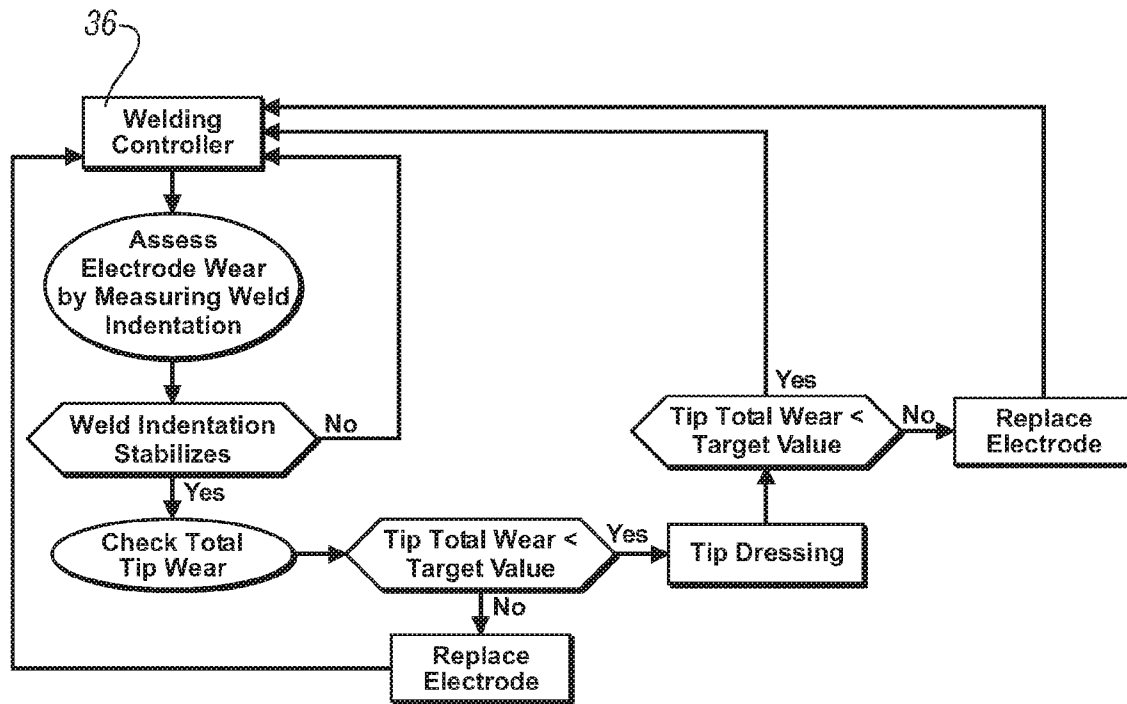 36
Welding
Controller
Assess
Electrode Wear
by Measuring Weld
Indentation
Weld Indentation
Stabilizes
No
Yes
Check Total
Tip Wear
Tip Total Wear <
Target Value
Yes
No
Replace
Electrode
Tip Dressing
Tip Total Wear <
Target Value
Yes
No
Replace
Electrode